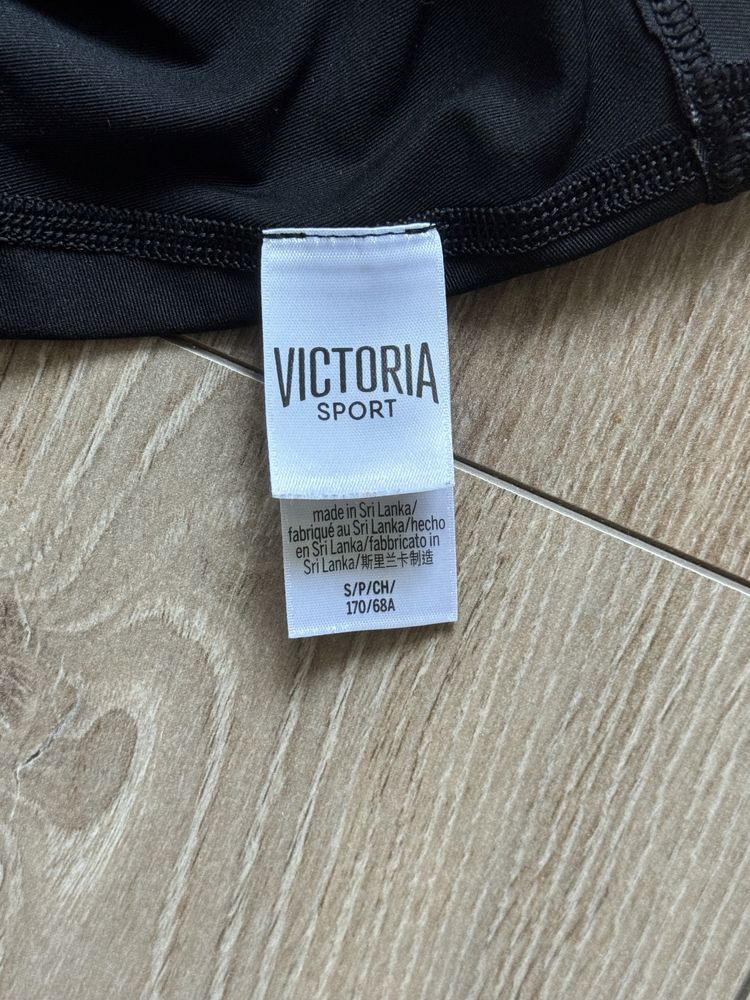 VICTORIA
SPORT
made in Sri Lanka/
fabriqué au Sri Lanka/hecho
en Sri Lanka/fabbricato in
Sri Lanka/斯里兰卡制造
S/P/CH/
170/68A